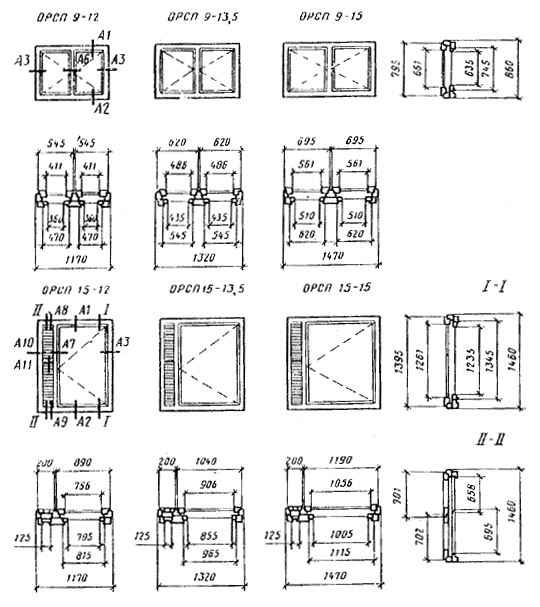 ОРСП 9-12 ОРСП 9-13,5 ОРСП 9-15
А1
А3 А6 А3
А2
795 661 635 745 860
545 545 620 620 695 695
411 411 486 486 561 561
360 360 435 435 510 510
470 470 545 545 620 620
1170 1320 1470
ОРСП 15-12 ОРСП15-13,5 ОРСП 15-15 I-I
II А8 А1 I
А10 А7 А3
А11
II А9 А2 I
1395 1261 1235 1345 1460
II-II
200 890 200 1040 200 1190
756 906 1056
701 658
125 795 125 855 125 1005
815 965 1115
702 695 1460
1170 1320 1470